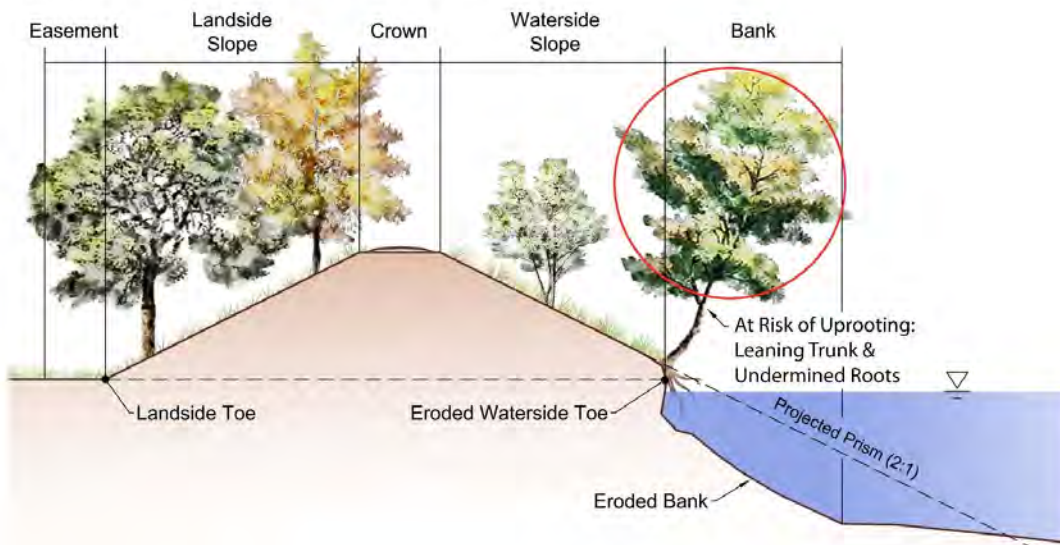 Easement
Landside
Slope
Crown
Waterside
Slope
Bank
At Risk of Uprooting:
Leaning Trunk &
Undermined Roots
Landside Toe
Eroded Waterside Toe
Projected Prism (2:1)
Eroded Bank